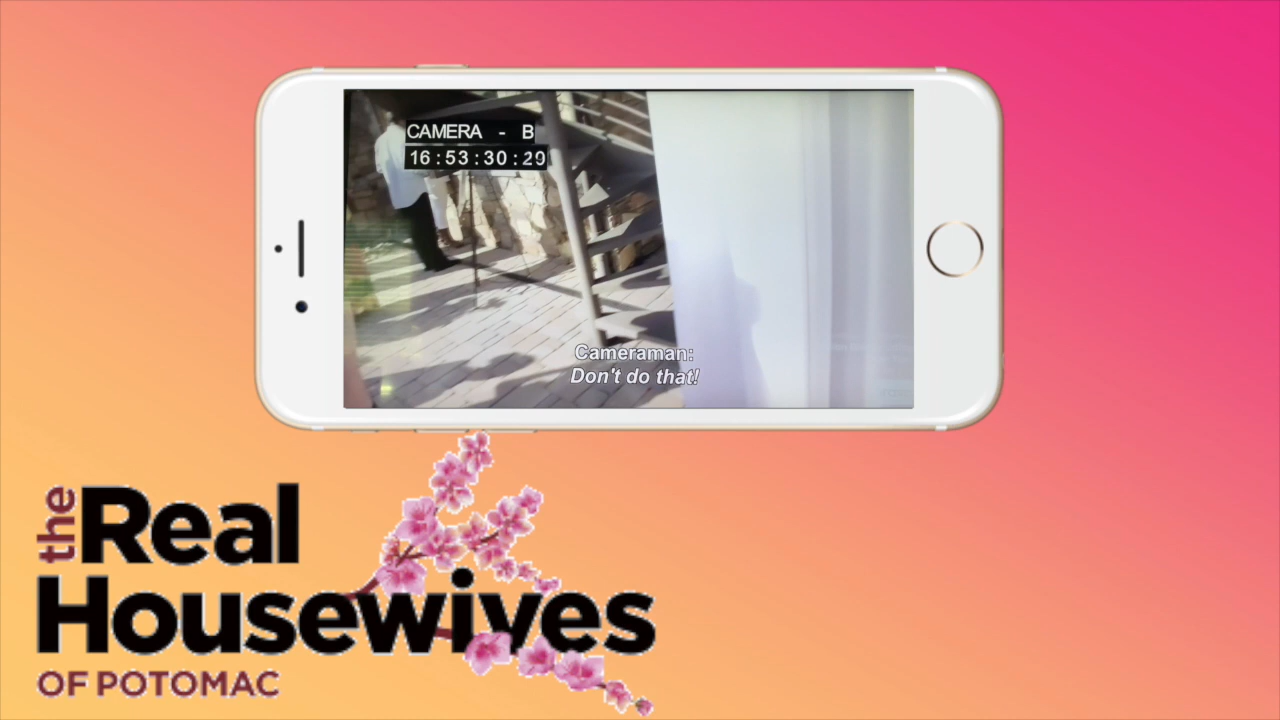 CAMERA - B
16:53:30:29
Cameraman:
Don't do that!
the Real
Housewives
OF POTOMAC